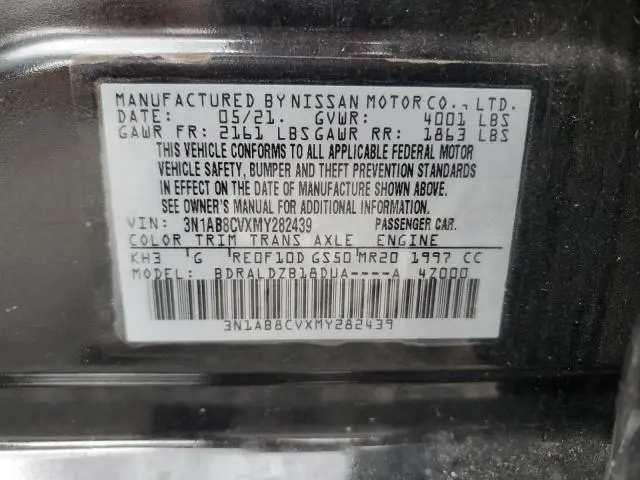 MANUFACTURED BY NISSAN MOTOR CO., LTD.
DATE: 05/21. GVWR: 4001 LBS
GAWR FR: 2161 LBS GAWR RR: 1863 LBS
THIS VEHICLE CONFORMS TO ALL APPLICABLE FEDERAL MOTOR
VEHICLE SAFETY, BUMPER AND THEFT PREVENTION STANDARDS
IN EFFECT ON THE DATE OF MANUFACTURE SHOWN ABOVE.
SEE OWNER'S MANUAL FOR ADDITIONAL INFORMATION.
VIN: 3N1AB8CVXMY282439 PASSENGER CAR.
COLOR TRIM TRANS AXLE ENGINE
KH3 G RE0F10D GS50 MR20 1997 CC
BDRALDZB18DUA----A 47000
3N1AB8CVXMY282439